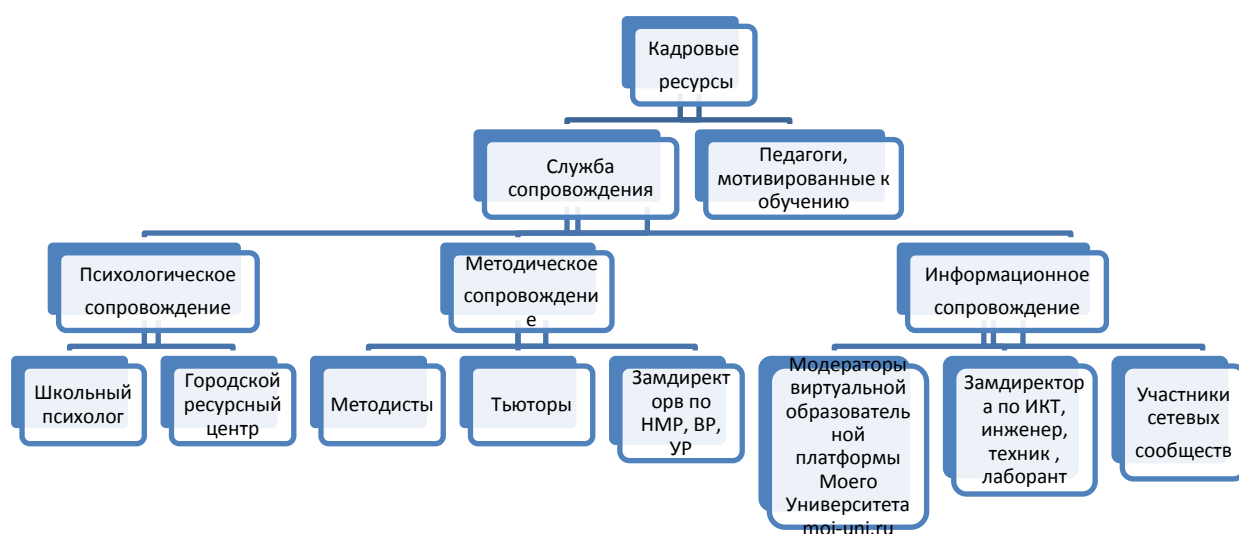 Кадровые
ресурсы
Служба
сопровождения
Педагоги,
мотивированные к
обучению
Психологическое
сопровождение
Методическое
сопровождени
е
Информационное
сопровождение
Школьный
психолог
Городской
ресурсный
центр
Методисты
Тьюторы
Замдирект
орв по
НМР, ВР,
УР
Модераторы
виртуальной
образователь
ной
платформы
Моего
Университета
moi-uni.ru
Замдиректор
а по ИКТ,
инженер,
техник ,
лаборант
Участники
сетевых
сообществ